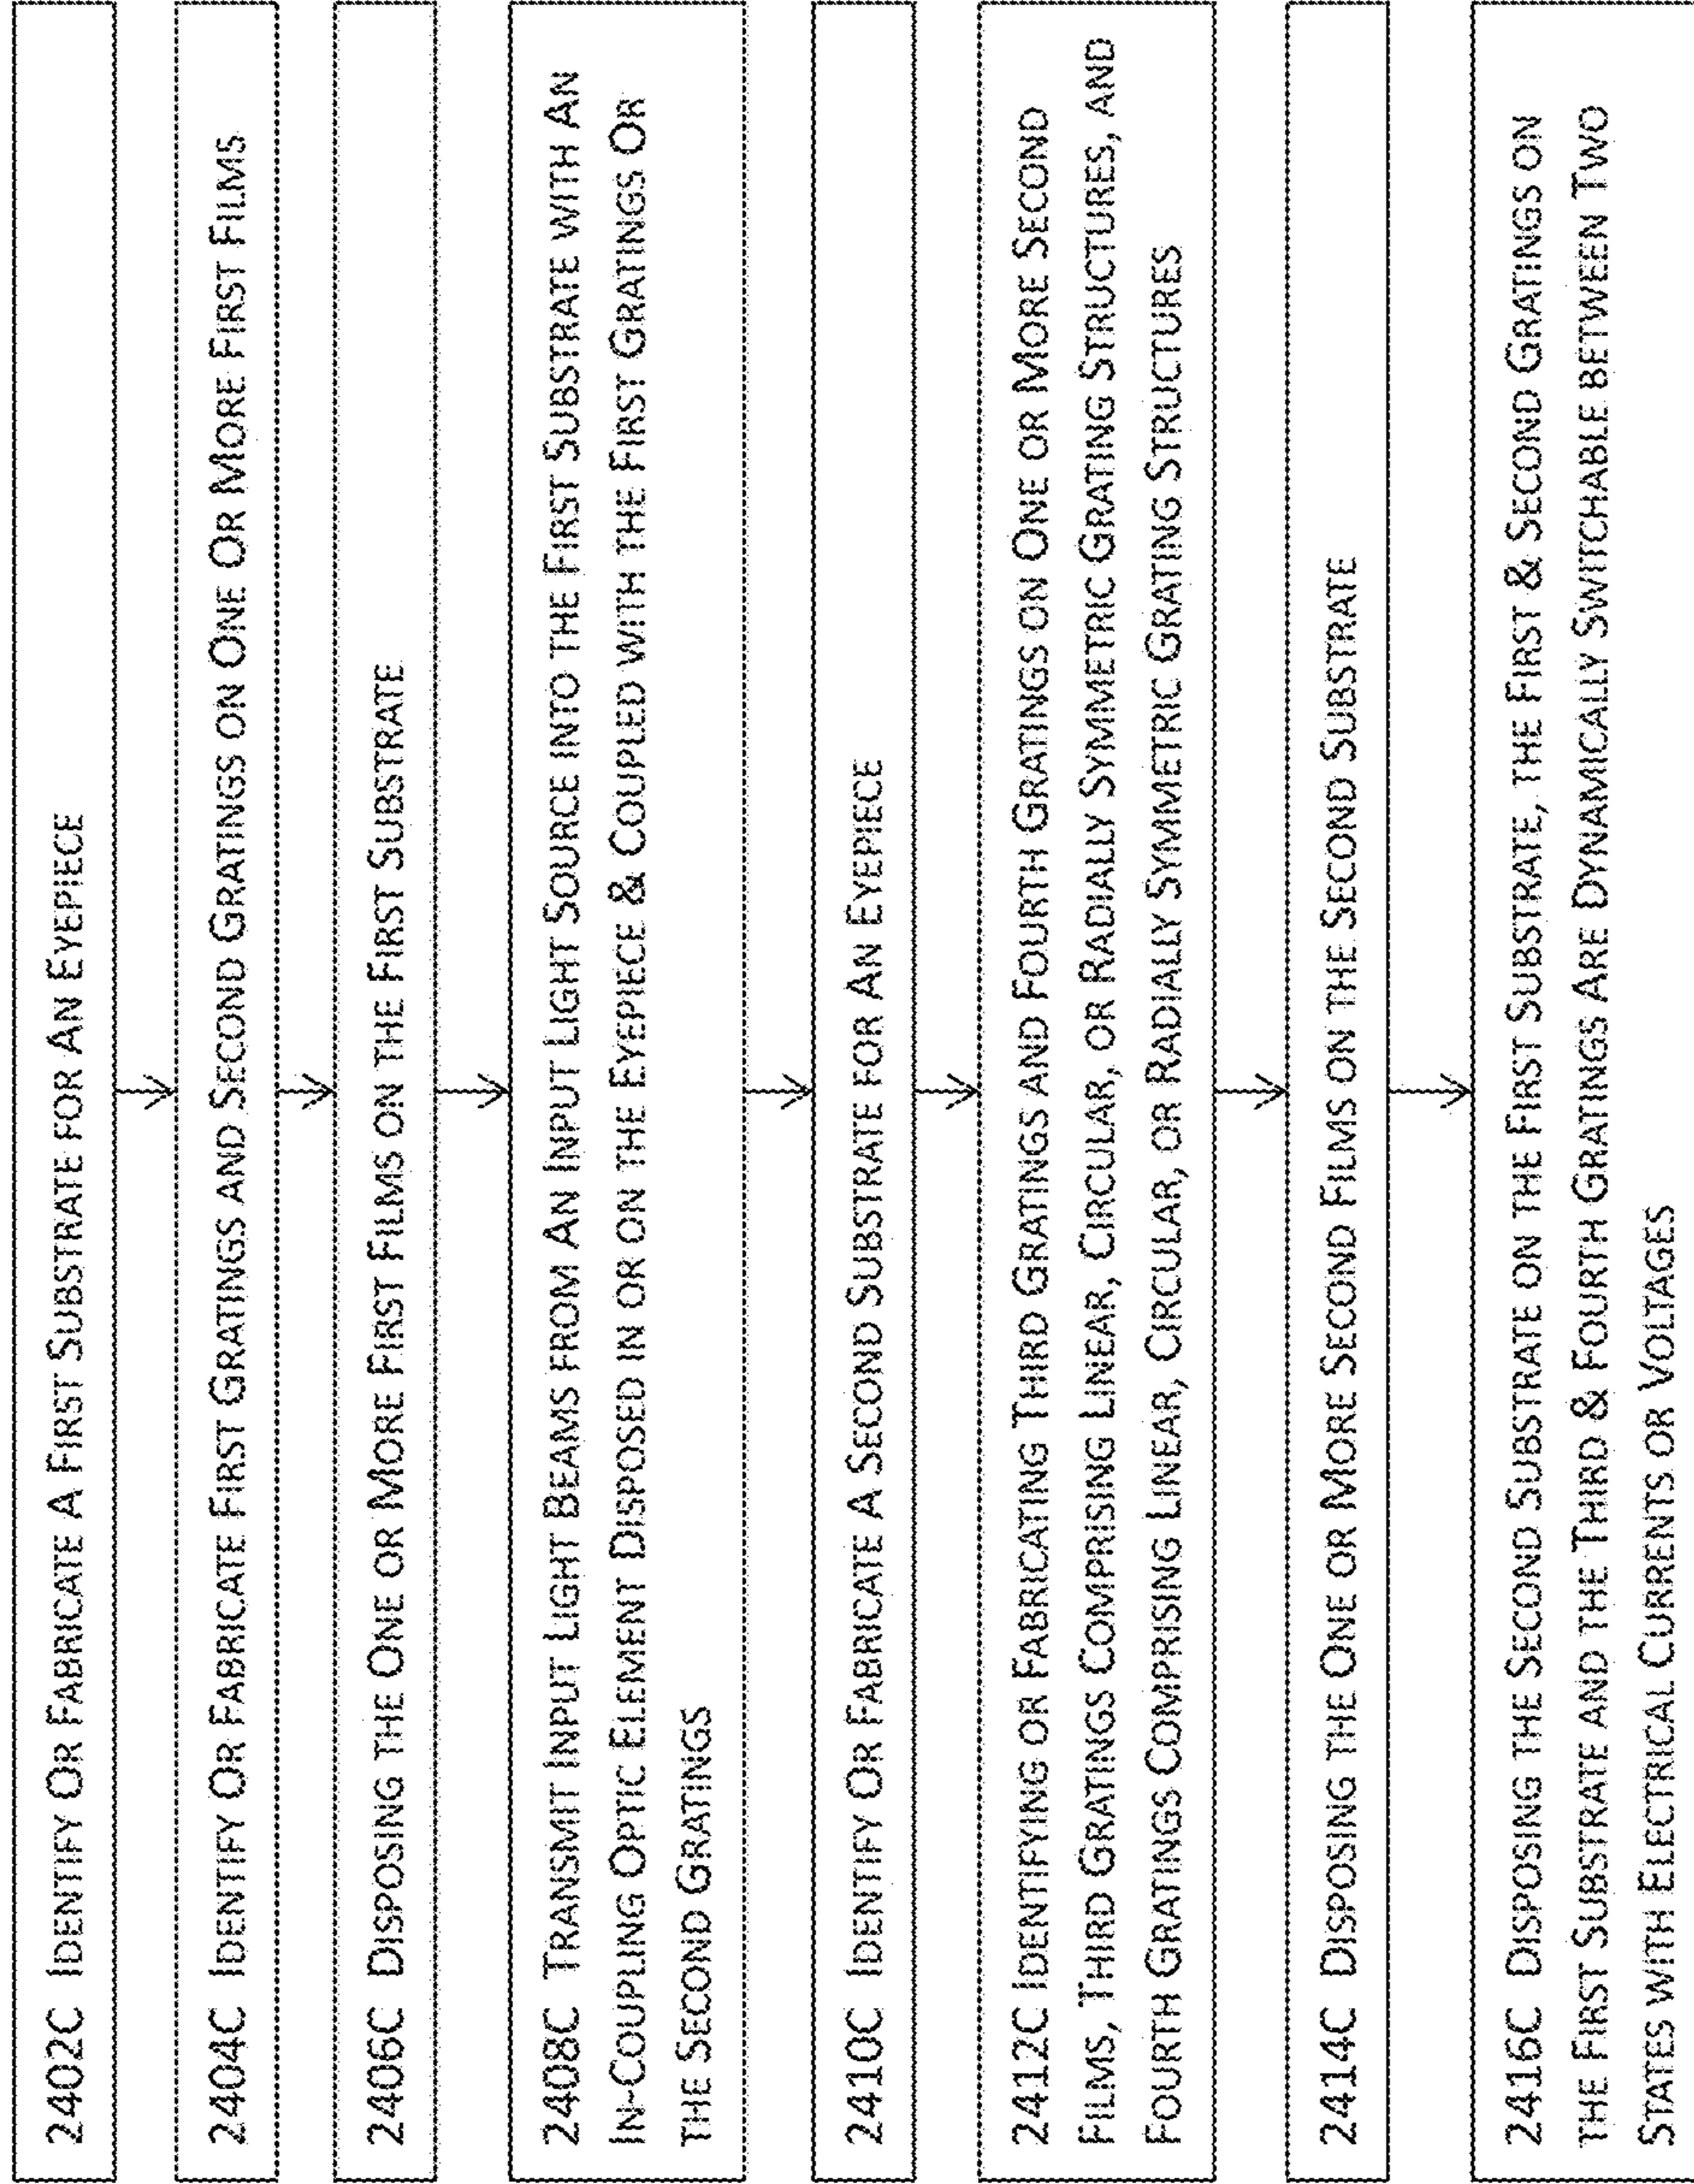 2402C Identify Or Fabricate A First Substrate for An Eyepiece
2404C Identify Or Fabricate First Gratings and Second Gratings on One Or More First Films
2406C Disposing the One or More First Films on the First Substrate
2408C Transmit Input Light Beams from An Input Light Source into the First Substrate with An
In-Coupling Optic Element Disposed in or on the Eyepiece & Coupled with the First Gratings Or
the Second Gratings
2410C Identify Or Fabricate A Second Substrate for An Eyepiece
2412C Identifying or Fabricating Third Gratings and Fourth Gratings on One or More Second
Films, Third Gratings Comprising Linear, Circular, or Radially Symmetric Grating Structures, and
Fourth Gratings Comprising Linear, Circular, or Radially Symmetric Grating Structures
2414C Disposing the One or More Second Films on the Second Substrate
2416C Disposing the Second Substrate on the First Substrate, the First & Second Gratings on
the First Substrate and the Third & Fourth Gratings Are Dynamically Switchable between Two
States with Electrical Currents or Voltages